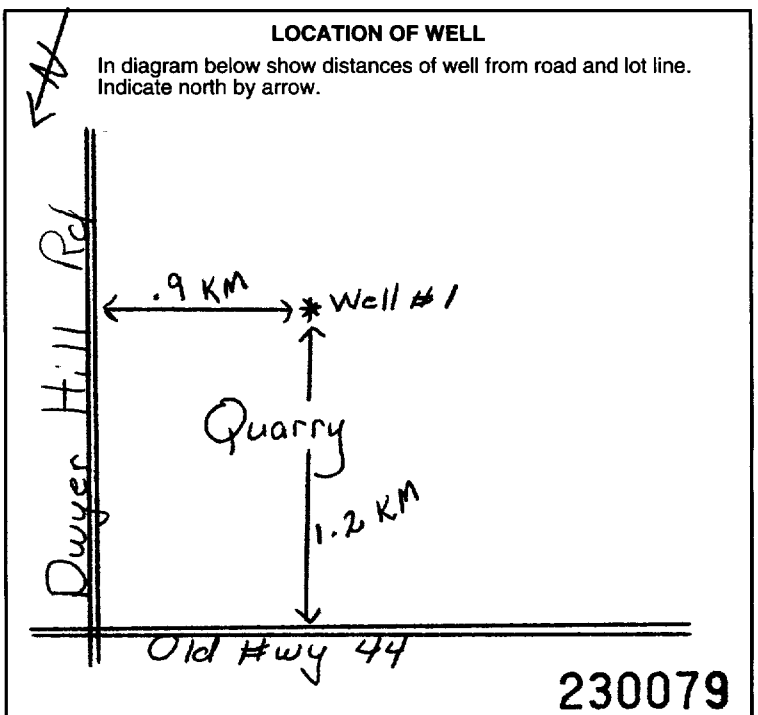 LOCATION OF WELL
N
In diagram below show distances of well from road and lot line.
Indicate north by arrow.
Dwyer Hill Rd
.9 KM
* Well #1
Quarry
1.2 KM
Old Hwy 44
230079